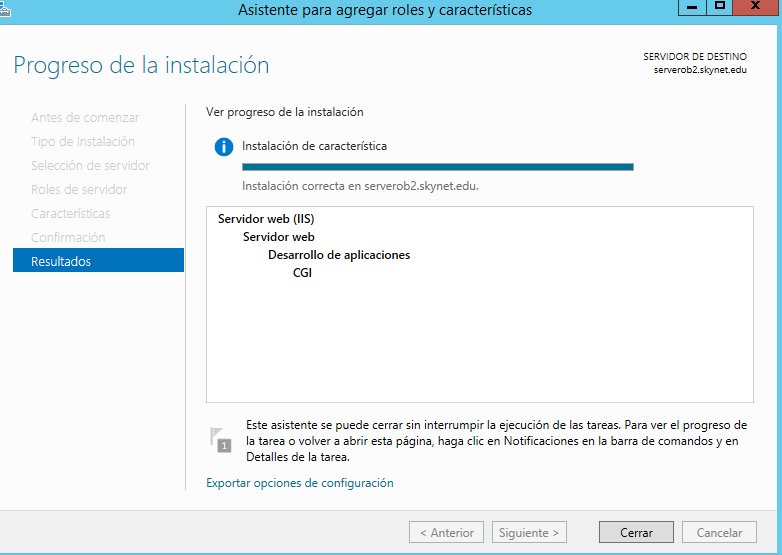 Asistente para agregar roles y características
Progreso de la instalación
SERVIDOR DE DESTINO
serverob2.skynet.edu
Antes de comenzar
Tipo de instalación
Selección de servidor
Roles de servidor
Características
Confirmación
Resultados
Ver progreso de la instalación
Instalación de característica
Instalación correcta en serverob2.skynet.edu.
Servidor web (IIS)
Servidor web
Desarrollo de aplicaciones
CGI
1
Este asistente se puede cerrar sin interrumpir la ejecución de las tareas. Para ver el progreso de
la tarea o volver a abrir esta página, haga clic en Notificaciones en la barra de comandos y en
Detalles de la tarea.
Exportar opciones de configuración
< Anterior
Siguiente >
Cerrar
Cancelar